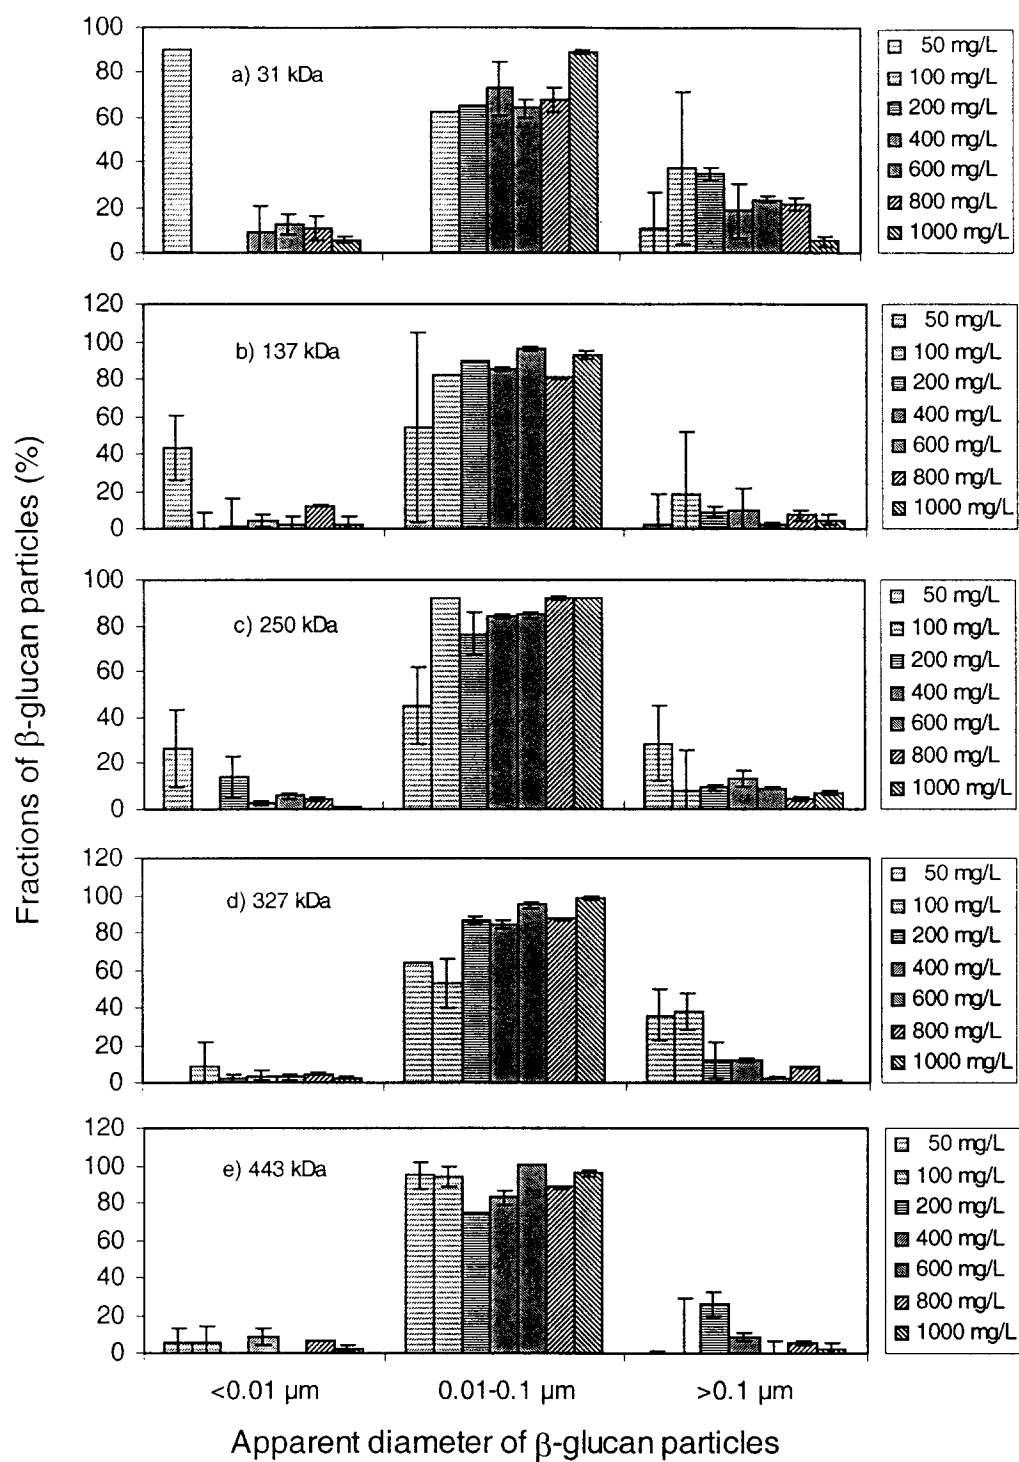 Fractions of β-glucan particles (%)
100
80
60
40
20
0
a) 31 kDa
50 mg/L
100 mg/L
200 mg/L
400 mg/L
600 mg/L
800 mg/L
1000 mg/L
120
100
80
60
40
20
0
b) 137 kDa
50 mg/L
100 mg/L
200 mg/L
400 mg/L
600 mg/L
800 mg/L
1000 mg/L
100
80
60
40
20
0
c) 250 kDa
50 mg/L
100 mg/L
200 mg/L
400 mg/L
600 mg/L
800 mg/L
1000 mg/L
120
100
80
60
40
20
0
d) 327 kDa
50 mg/L
100 mg/L
200 mg/L
400 mg/L
600 mg/L
800 mg/L
1000 mg/L
120
100
80
60
40
20
0
e) 443 kDa
50 mg/L
100 mg/L
200 mg/L
400 mg/L
600 mg/L
800 mg/L
1000 mg/L
<0.01 µm 0.01-0.1 µm >0.1 µm
Apparent diameter of β-glucan particles